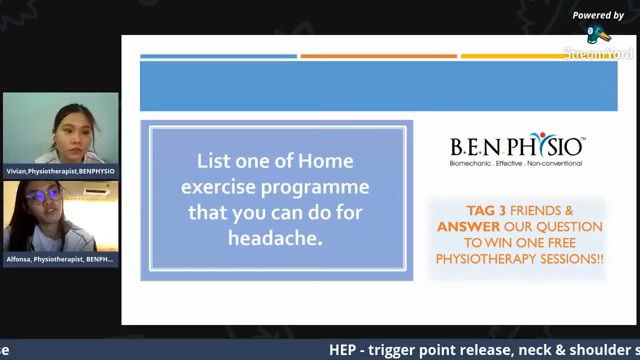 Powered by
StreamYard
List one of Home
exercise programme
that you can do for
headache.
B.E.N PHYSIO™
Biomechanic . Effective . Non-conventional
TAG 3 FRIENDS &
ANSWER OUR QUESTION
TO WIN ONE FREE
PHYSIOTHERAPY SESSIONS!!
Vivian,Physiotherapist,BENPHYSIO
Alfonsa, Physiotherapist, BENPH...
se
HEP - trigger point release, neck & shoulder s